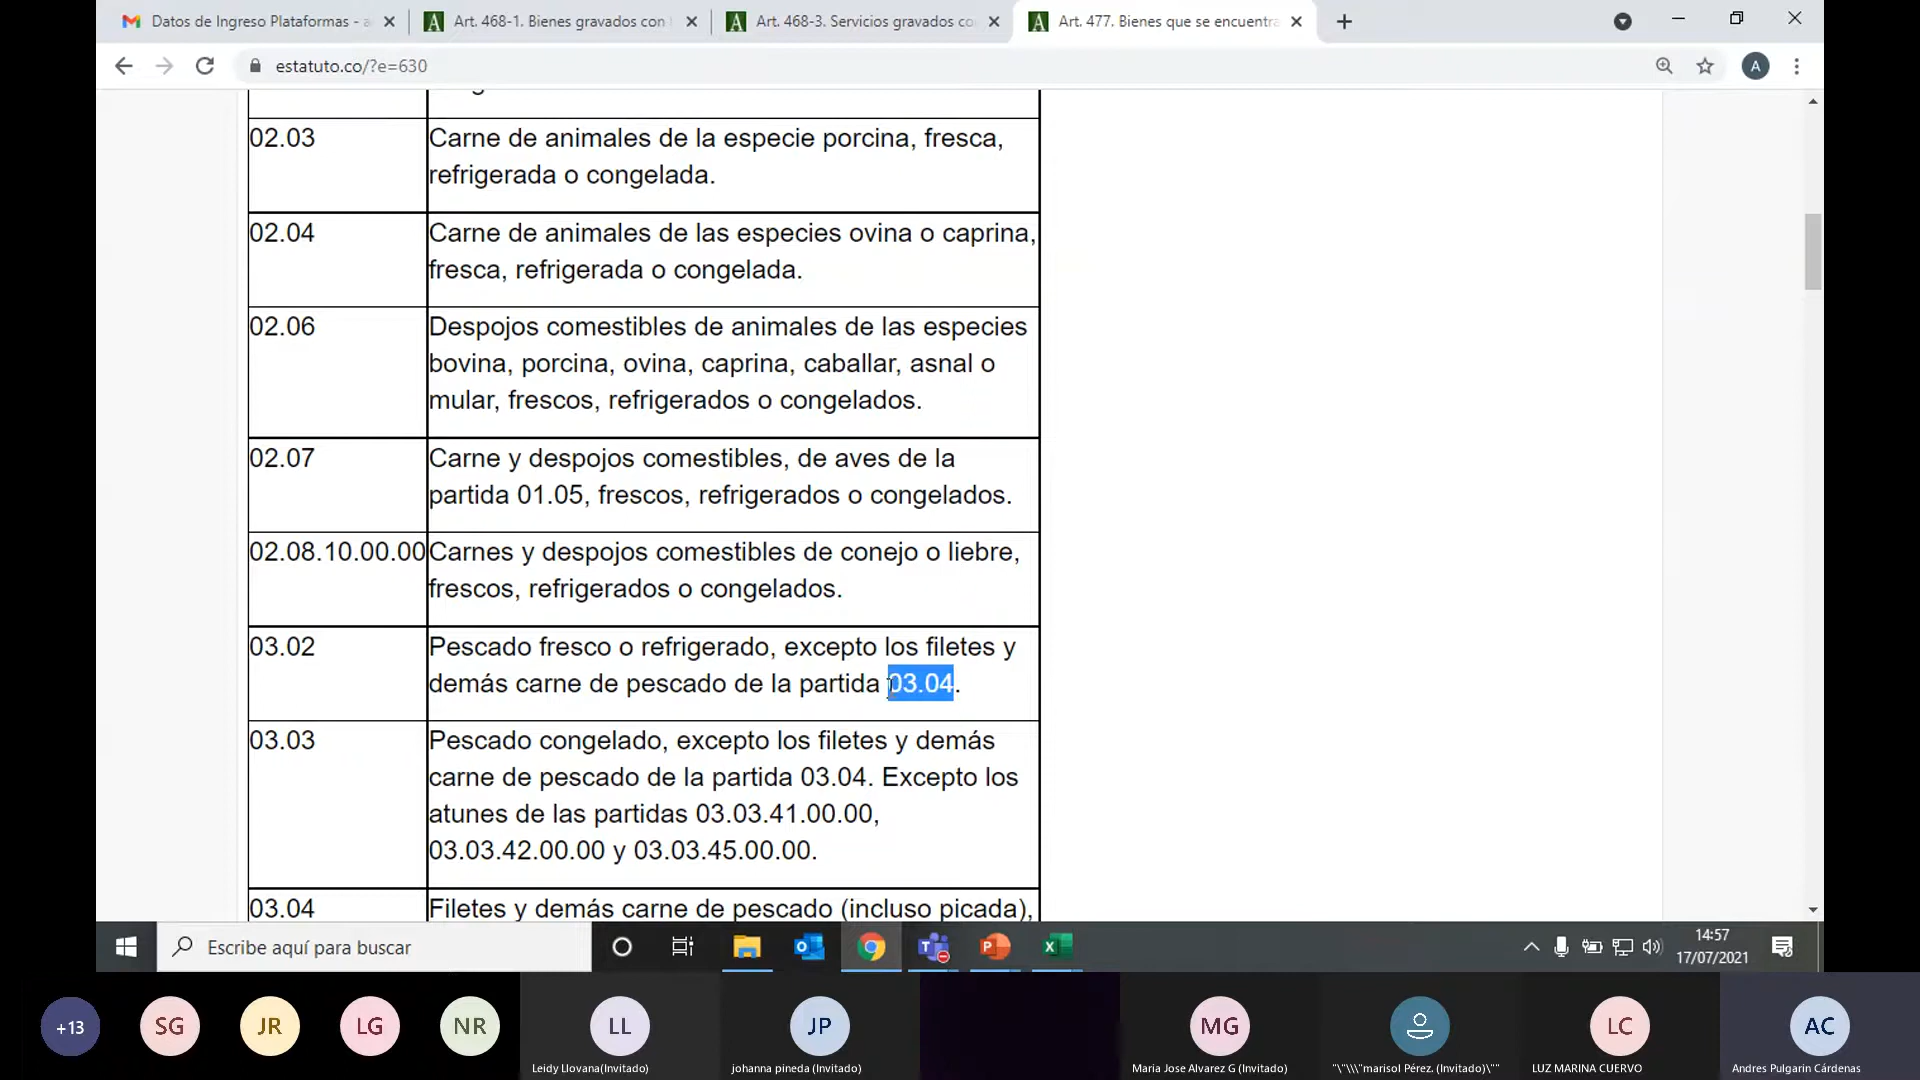 Datos de Ingreso Plataformas - a
Art. 468-1. Bienes gravados con
Art. 468-3. Servicios gravados co
Art. 477. Bienes que se encuentra
estatuto.co/?e=630
A
02.03
Carne de animales de la especie porcina, fresca,
refrigerada o congelada.
02.04
Carne de animales de las especies ovina o caprina,
fresca, refrigerada o congelada.
02.06
Despojos comestibles de animales de las especies
bovina, porcina, ovina, caprina, caballar, asnal o
mular, frescos, refrigerados o congelados.
02.07
Carne y despojos comestibles, de aves de la
partida 01.05, frescos, refrigerados o congelados.
02.08.10.00.00
Carnes y despojos comestibles de conejo o liebre,
frescos, refrigerados o congelados.
03.02
Pescado fresco o refrigerado, excepto los filetes y
demás carne de pescado de la partida 03.04.
03.03
Pescado congelado, excepto los filetes y demás
carne de pescado de la partida 03.04. Excepto los
atunes de las partidas 03.03.41.00.00,
03.03.42.00.00 y 03.03.45.00.00.
03.04
Filetes y demás carne de pescado (incluso picada),
Escribe aquí para buscar
14:57
17/07/2021
+13
SG
JR
LG
NR
LL
JP
MG
LC
AC
Leidy Llovana(Invitado)
johanna pineda (Invitado)
Maria Jose Alvarez G (Invitado)
"\"\\\"marisol Pérez. (Invitado)\""
LUZ MARINA CUERVO
Andres Pulgarin Cárdenas